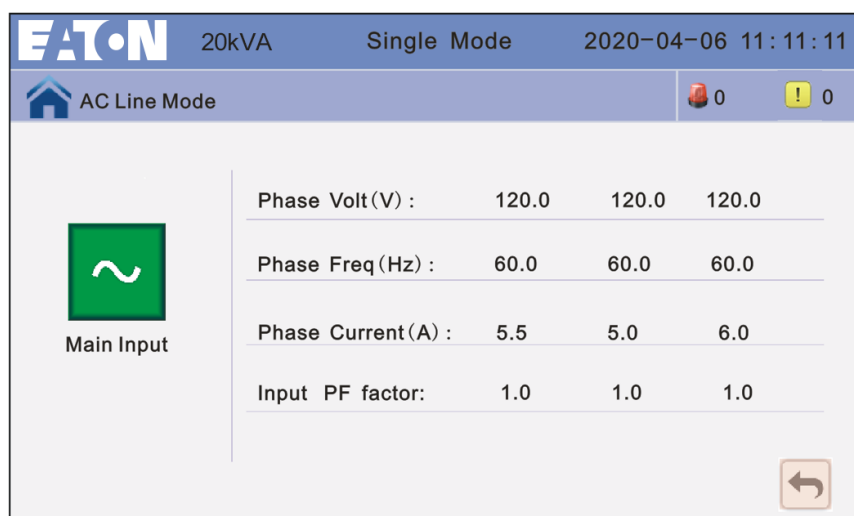 EATON 20kVA Single Mode 2020-04-06 11:11:11
AC Line Mode 0 ! 0
Phase Volt(V): 120.0 120.0 120.0
Phase Freq(Hz): 60.0 60.0 60.0
Phase Current(A): 5.5 5.0 6.0
Main Input
Input PF factor: 1.0 1.0 1.0